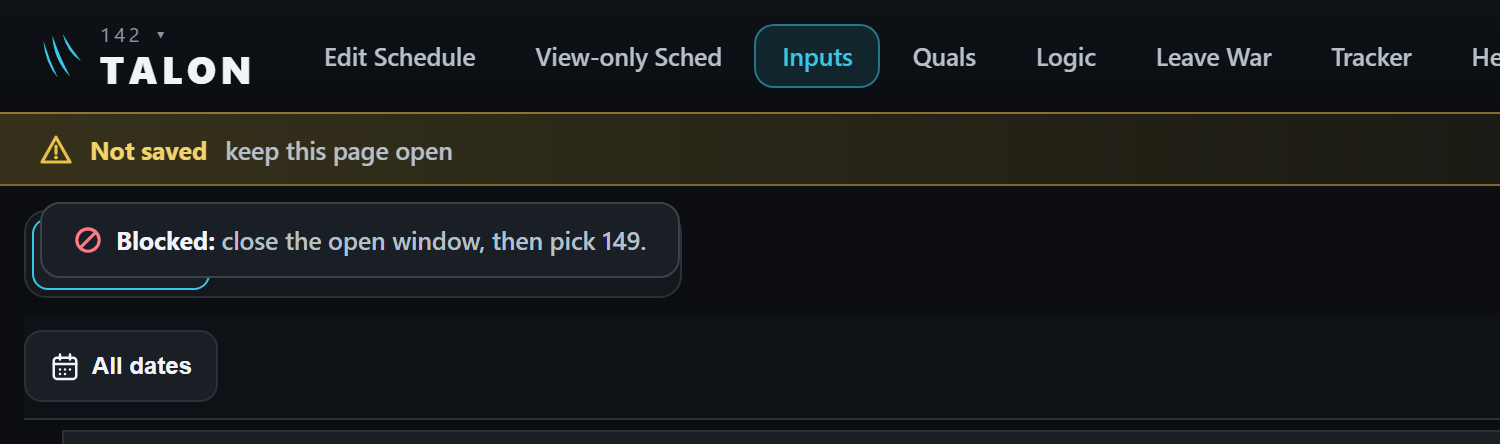 142 ▾
TALON
Edit Schedule View-only Sched Inputs Quals Logic Leave War Tracker He
Not saved keep this page open
Blocked: close the open window, then pick 149.
All dates